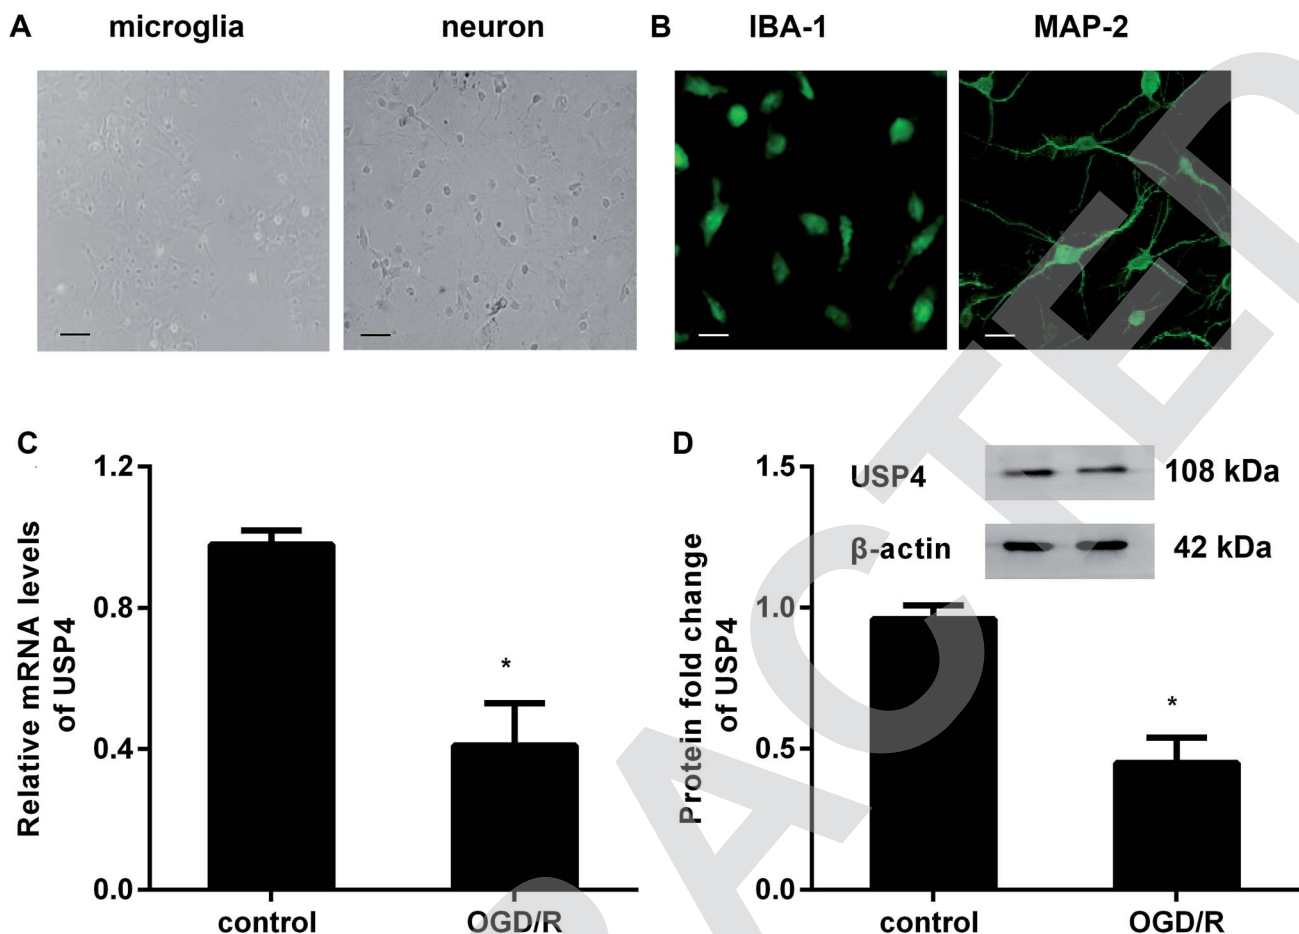 A microglia neuron B IBA-1 MAP-2
C
1.2
0.8
0.4
0.0
Relative mRNA levels
of USP4
*
control OGD/R
D
1.5
1.0
0.5
0.0
Protein fold change
of USP4
USP4 108 kDa
β-actin 42 kDa
*
control OGD/R